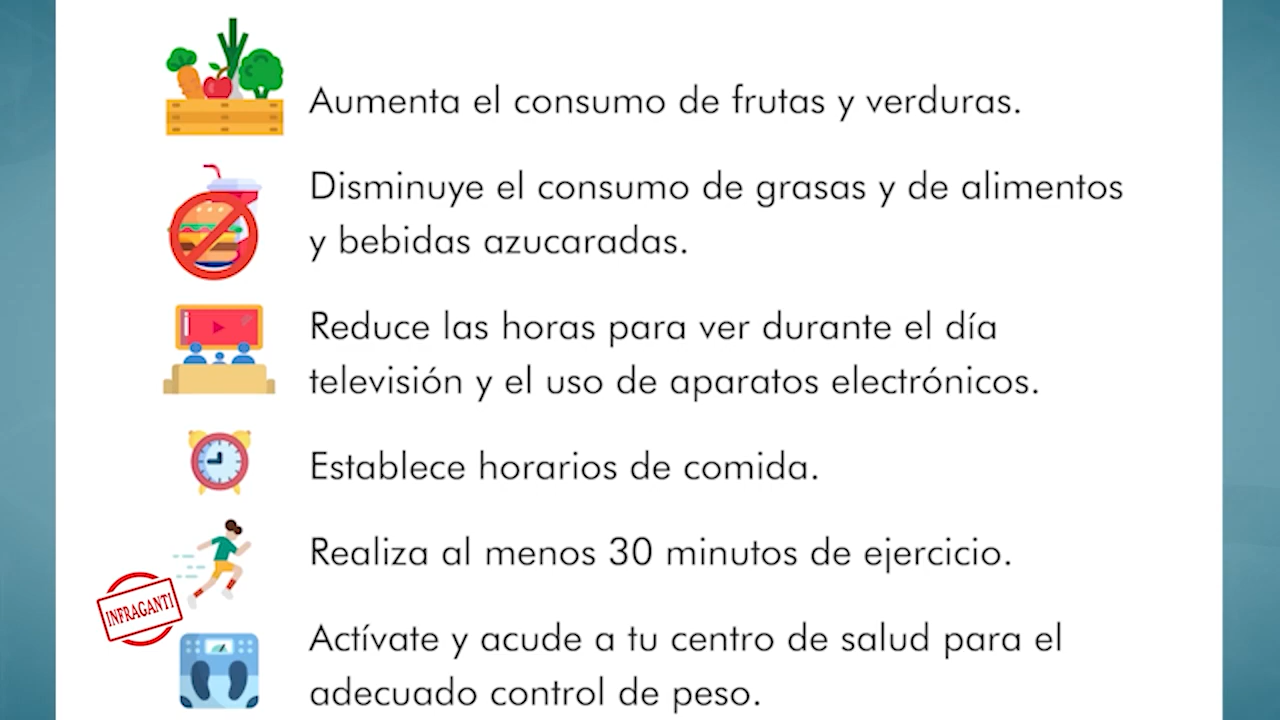 Aumenta el consumo de frutas y verduras.
Disminuye el consumo de grasas y de alimentos
y bebidas azucaradas.
Reduce las horas para ver durante el día
televisión y el uso de aparatos electrónicos.
Establece horarios de comida.
Realiza al menos 30 minutos de ejercicio.
INFRAGANTI
Actívate y acude a tu centro de salud para el
adecuado control de peso.